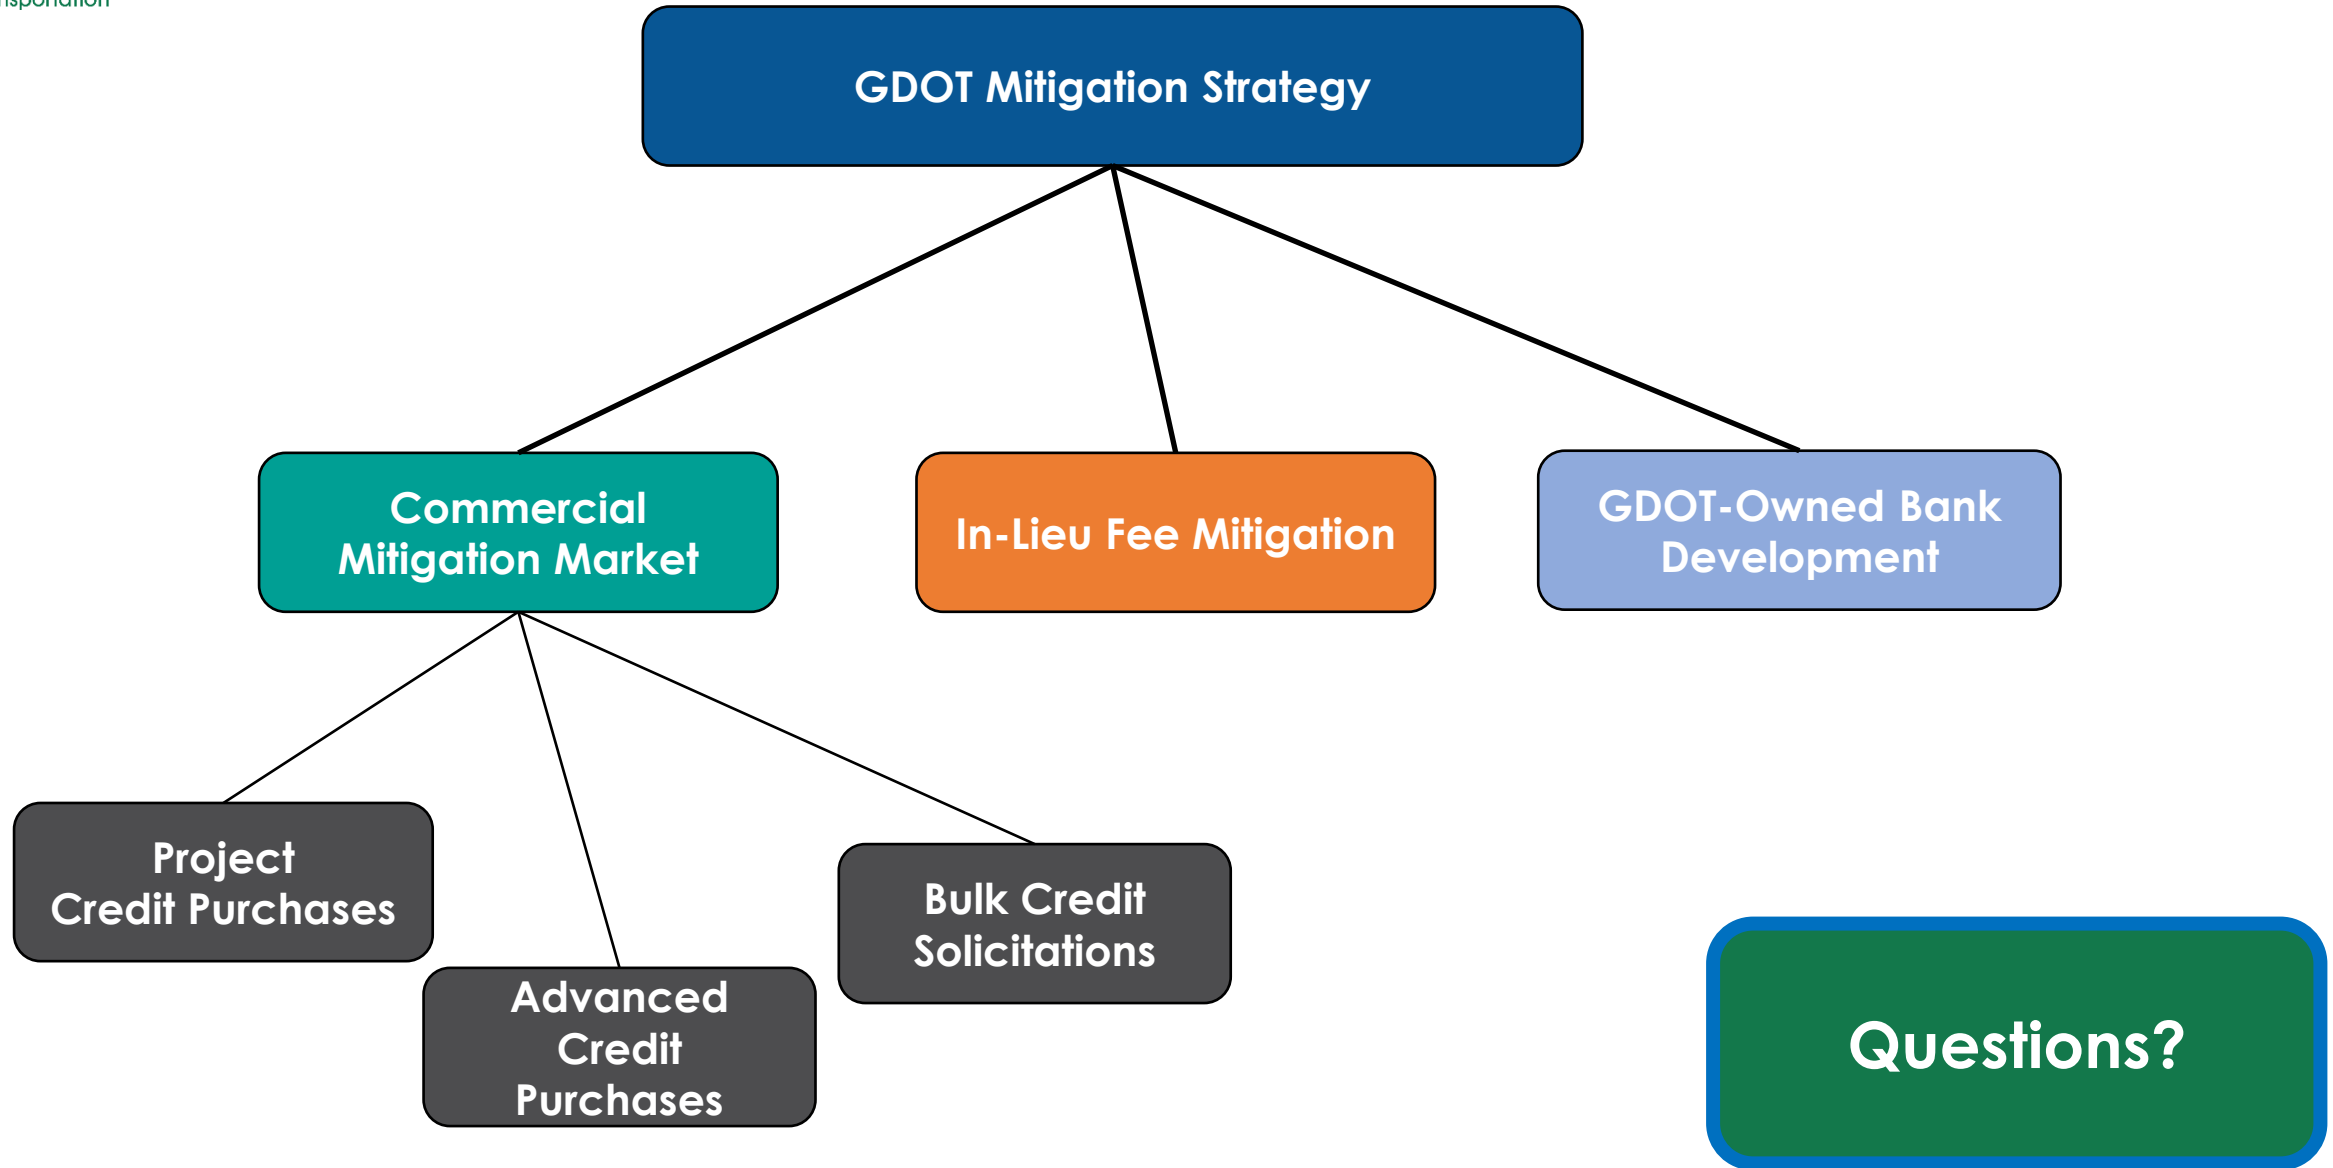 GDOT Mitigation Strategy
Commercial
Mitigation Market
In-Lieu Fee Mitigation
GDOT-Owned Bank
Development
Project
Credit Purchases
Advanced
Credit
Purchases
Bulk Credit
Solicitations
Questions?